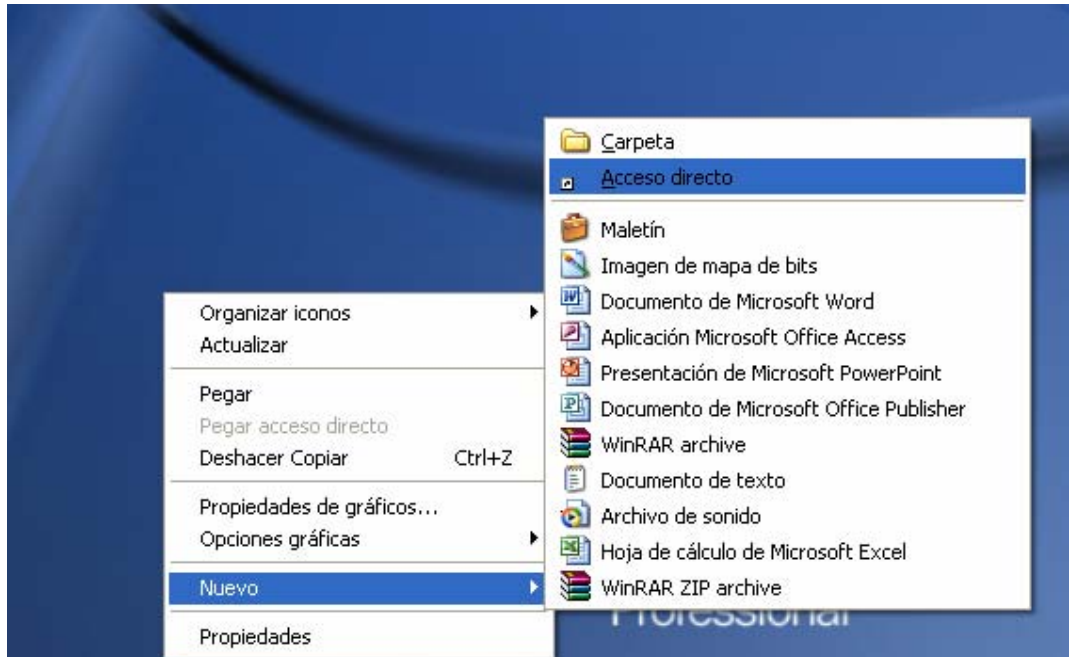 Carpeta
Acceso directo
Maletín
Imagen de mapa de bits
Documento de Microsoft Word
Aplicación Microsoft Office Access
Presentación de Microsoft PowerPoint
Documento de Microsoft Office Publisher
WinRAR archive
Documento de texto
Archivo de sonido
Hoja de cálculo de Microsoft Excel
WinRAR ZIP archive
Organizar iconos
Actualizar
Pegar
Pegar acceso directo
Deshacer Copiar Ctrl+Z
Propiedades de gráficos...
Opciones gráficas
Nuevo
Propiedades
Professional